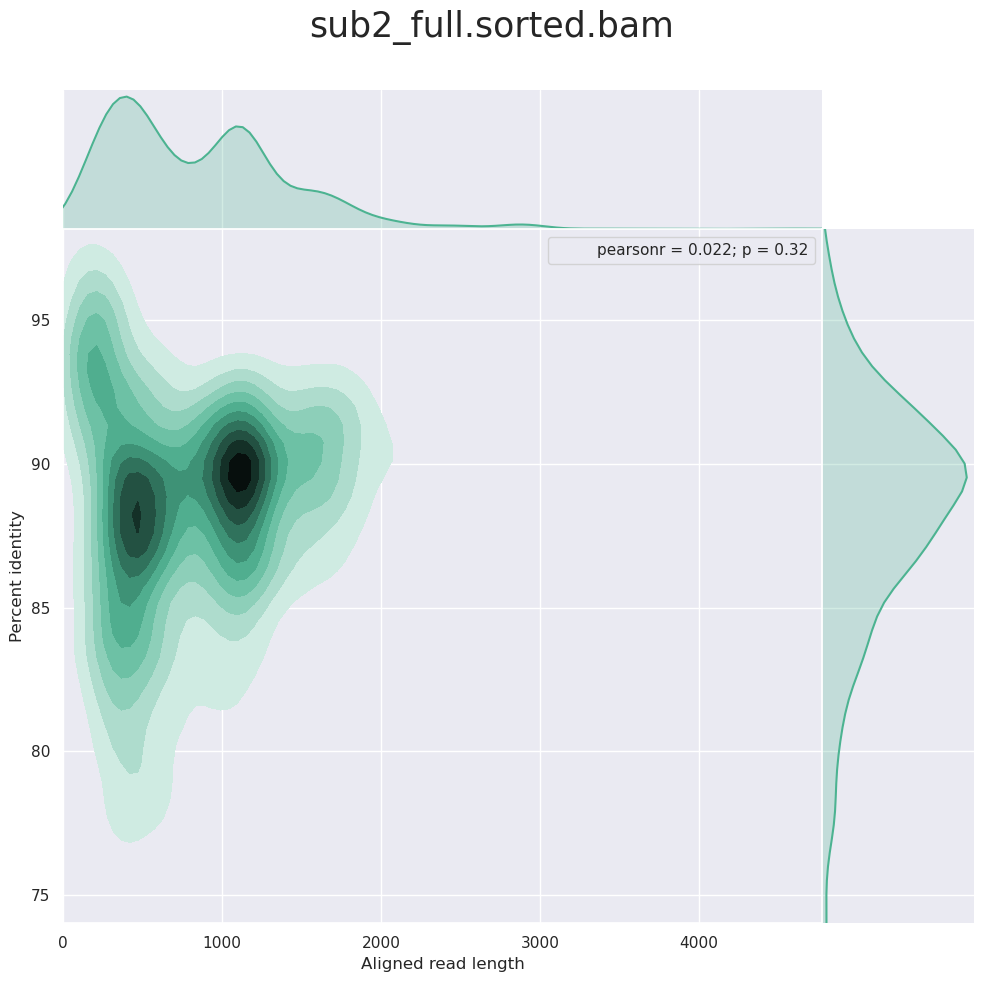 sub2_full.sorted.bam
pearsonr = 0.022; p = 0.32
95
90
85
80
75
Percent identity
0 1000 2000 3000 4000
Aligned read length